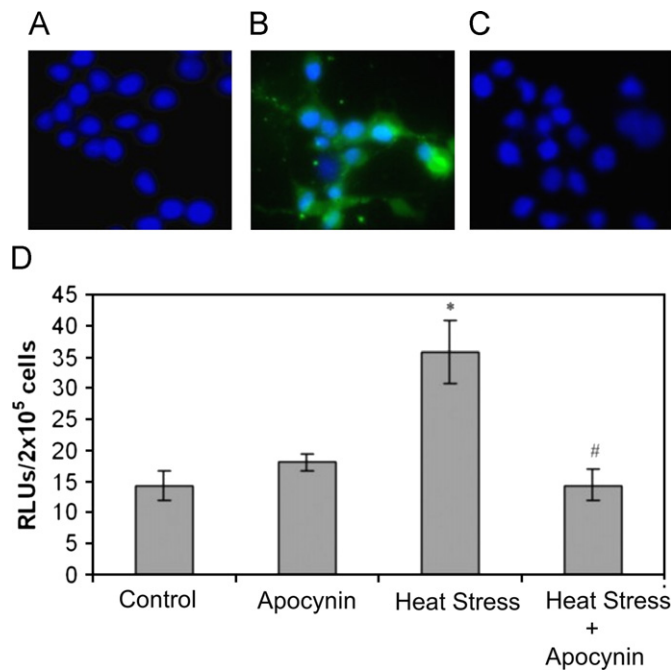 A B C
D
RLUs/2x10⁵ cells
45
40
35
30
25
20
15
10
5
0
*
#
Control Apocynin Heat Stress Heat Stress
+
Apocynin